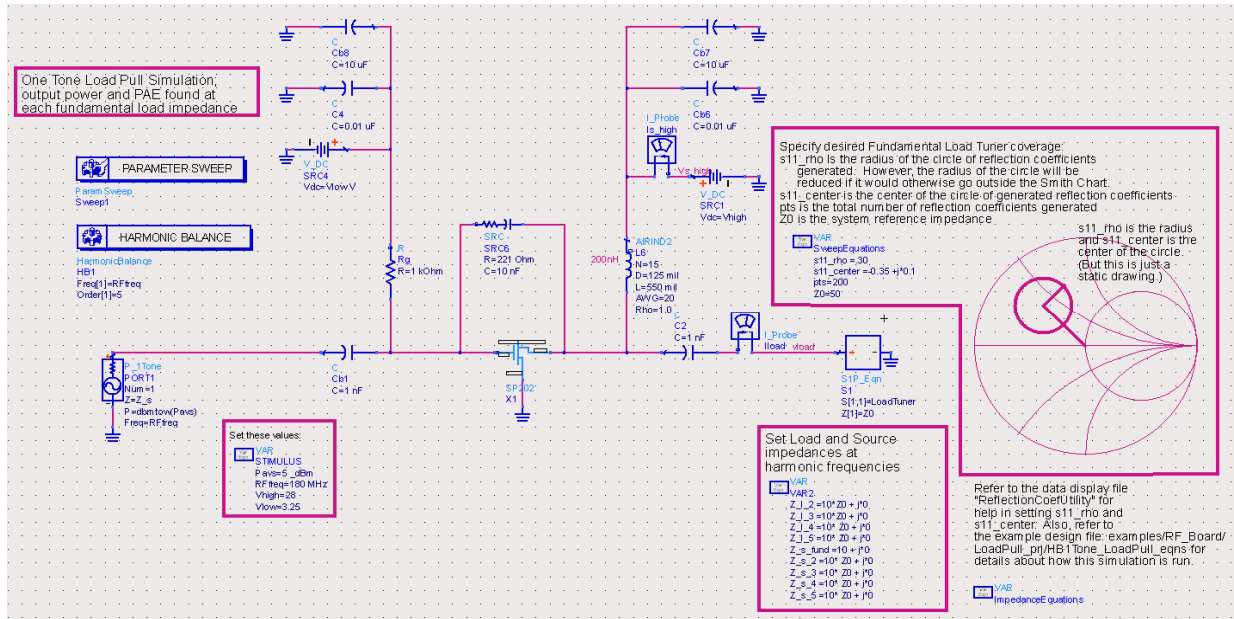 One Tone Load Pull Simulation;
output power and PAE found at
each fundamental load impedance
PARAMETER SWEEP
ParamSweep
Sweep1
HARMONIC BALANCE
HarmonicBalance
HB1
Freq[1]=RFfreq
Order[1]=5
C
Cb8
C=10 uF
C
C4
C=0.01 uF
V_DC
SRC4
Vdc=Vlow V
R
Rg
R=1 kOhm
SRC
SRC6
R=221 Ohm
C=10 nF
P_1Tone
PORT1
Num=1
Z=Z_s
P=dbmtow(Pavs)
Freq=RFfreq
C
Cb1
C=1 nF
SP202
X1
Set these values:
VAR
STIMULUS
Pavs=5 _dBm
RFfreq=180 MHz
Vhigh=28
Vlow=3.25
C
Cb7
C=10 uF
C
Cb6
C=0.01 uF
I_Probe
Is_high
Vs_high
V_DC
SRC1
Vdc=Vhigh
200nH
AIRIND2
L6
N=15
D=.125 mil
L=550 mil
AWG=20
Rho=1.0
C
C2
C=1 nF
I_Probe
Iload
vload
S1P_Eqn
S1
S[1,1]=LoadTuner
Z[1]=Z0
Specify desired Fundamental Load Tuner coverage:
s11_rho is the radius of the circle of reflection coefficients
generated. However, the radius of the circle will be
reduced if it would otherwise go outside the Smith Chart.
s11_center is the center of the circle of generated reflection coefficients
pts is the total number of reflection coefficients generated
Z0 is the system reference impedance
VAR
SweepEquations
s11_rho =.30
s11_center =-0.35 +j*0.1
pts=200
Z0=50
s11_rho is the radius
and s11_center is the
center of the circle.
(But this is just a
static drawing.)
Set Load and Source
impedances at
harmonic frequencies
VAR
VAR2
Z_l_2 =10*Z0 + j*0
Z_l_3 =10*Z0 + j*0
Z_l_4 =10*Z0 + j*0
Z_l_5 =10*Z0 + j*0
Z_s_fund =10 + j*0
Z_s_2 =10* Z0 + j*0
Z_s_3 =10* Z0 + j*0
Z_s_4 =10* Z0 + j*0
Z_s_5 =10* Z0 + j*0
Refer to the data display file
"ReflectionCoefUtility" for
help in setting s11_rho and
s11_center. Also, refer to
the example design file: examples/RF_Board/
LoadPull_prj/HB1Tone_LoadPull_eqns for
details about how this simulation is run.
VAR
ImpedanceEquations